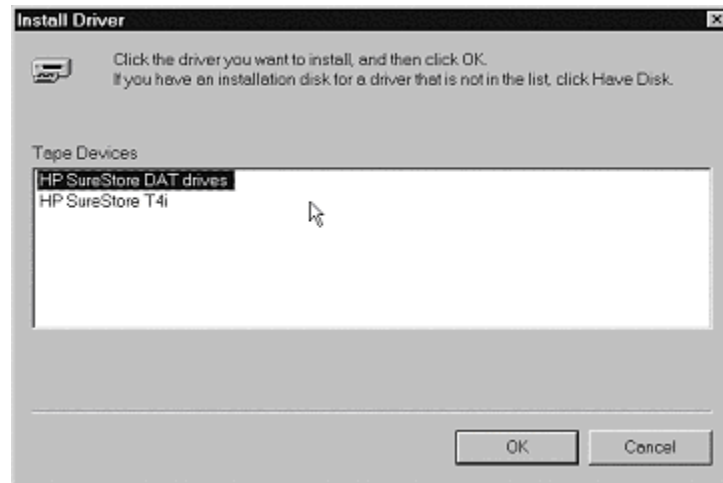 Install Driver
Click the driver you want to install, and then click OK.
If you have an installation disk for a driver that is not in the list, click Have Disk.
Tape Devices
HP SureStore DAT drives
HP SureStore T4i
OK
Cancel